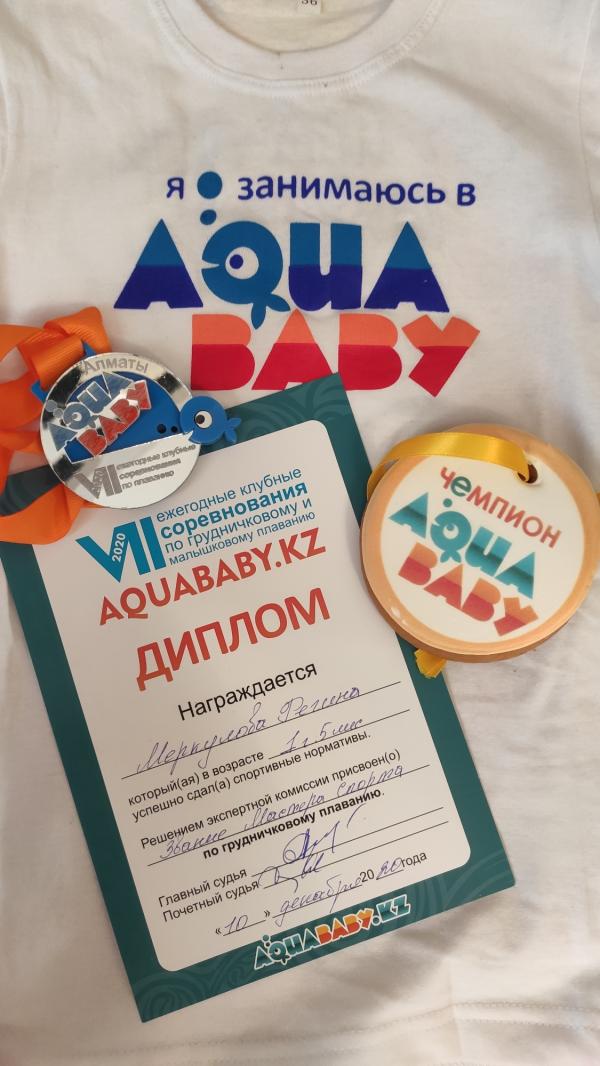 36
я занимаюсь в
AQUA
BABY
Алматы
AQUA
BABY
VII ежегодные клубные
соревнования
по плаванию
чемпион
AQUA
BABY
2020
VII ежегодные клубные
соревнования
по грудничковому и
малышковому плаванию
AQUABABY.KZ
ДИПЛОМ
Награждается
Меркулова Регина
который(ая) в возрасте 1 г 5 мес
успешно сдал(а) спортивные нормативы.
Решением экспертной комиссии присвоен(о)
Звание Мастера спорта
по грудничковому плаванию.
Главный судья
Почетный судья
«10» декабря 2020 года
AQUABABY.KZ